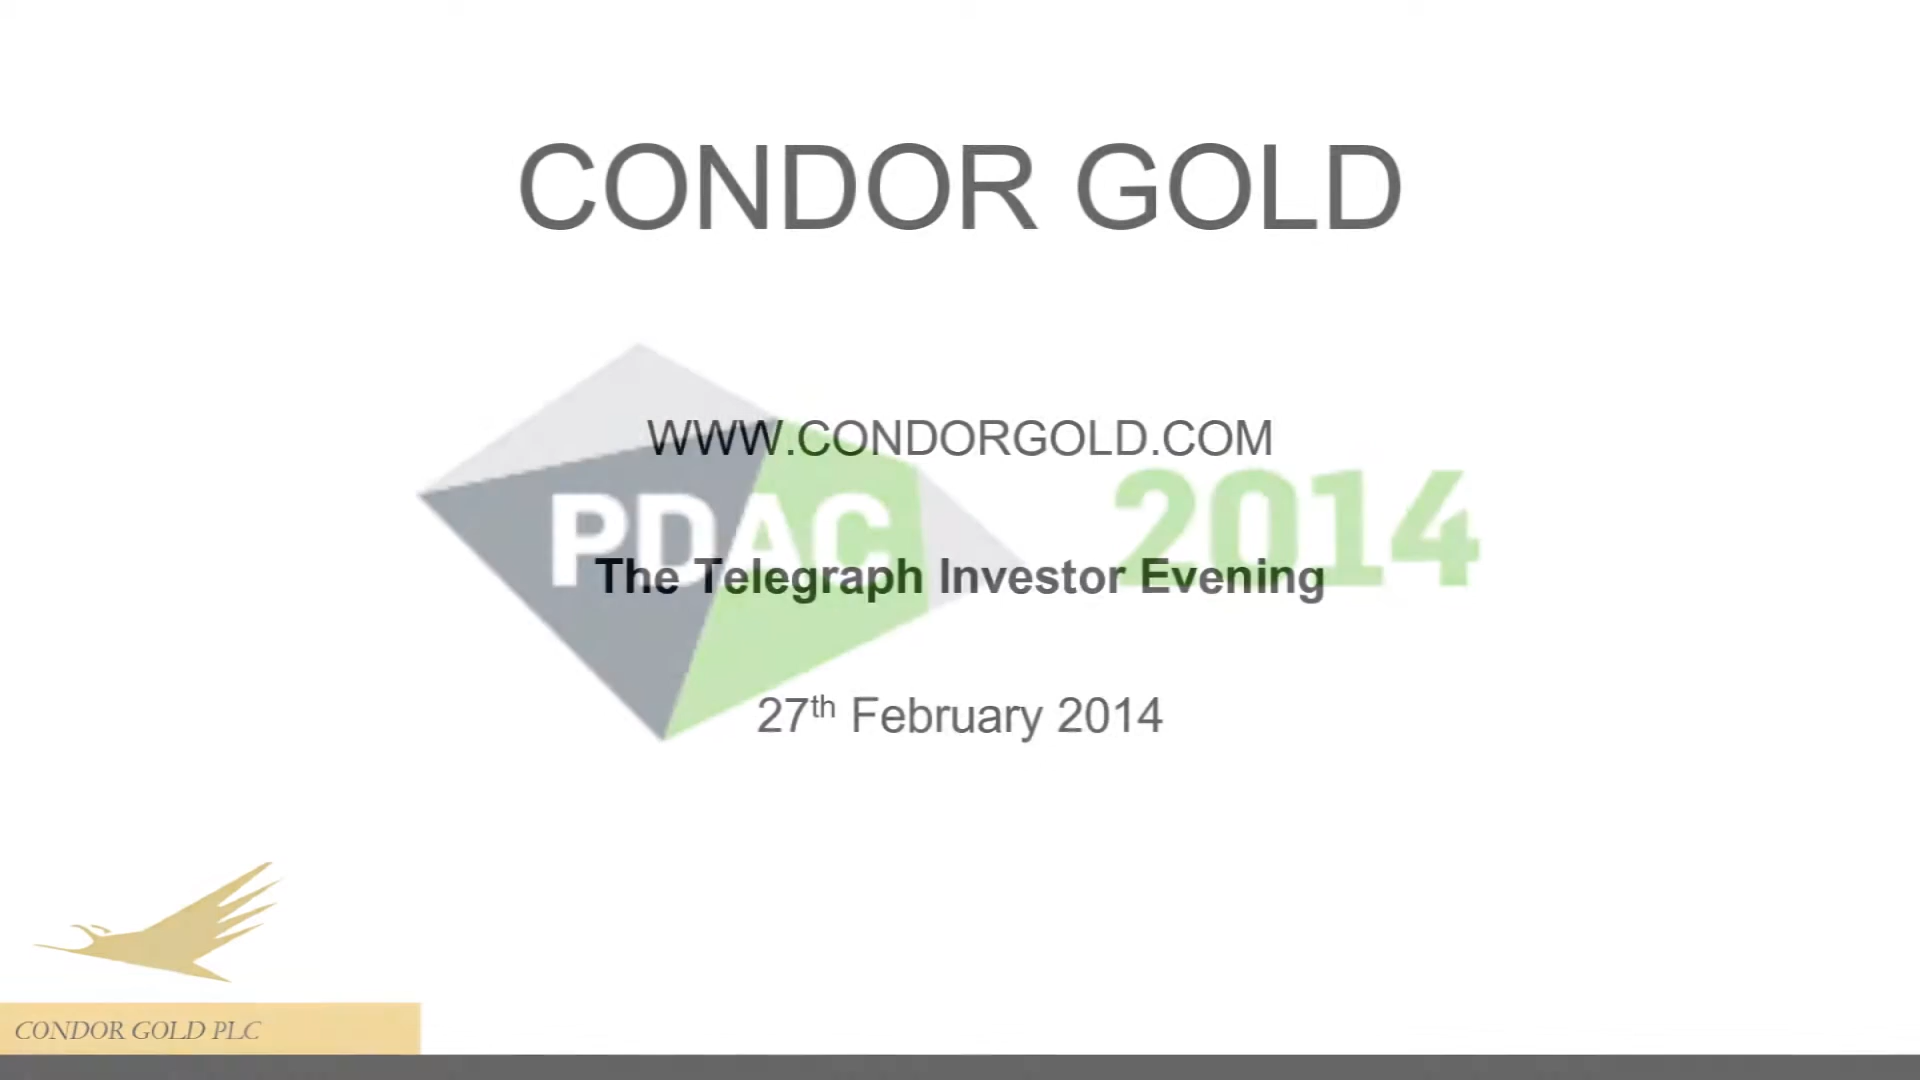 CONDOR GOLD
WWW.CONDORGOLD.COM
PDAC 2014
The Telegraph Investor Evening
27th February 2014
CONDOR GOLD PLC